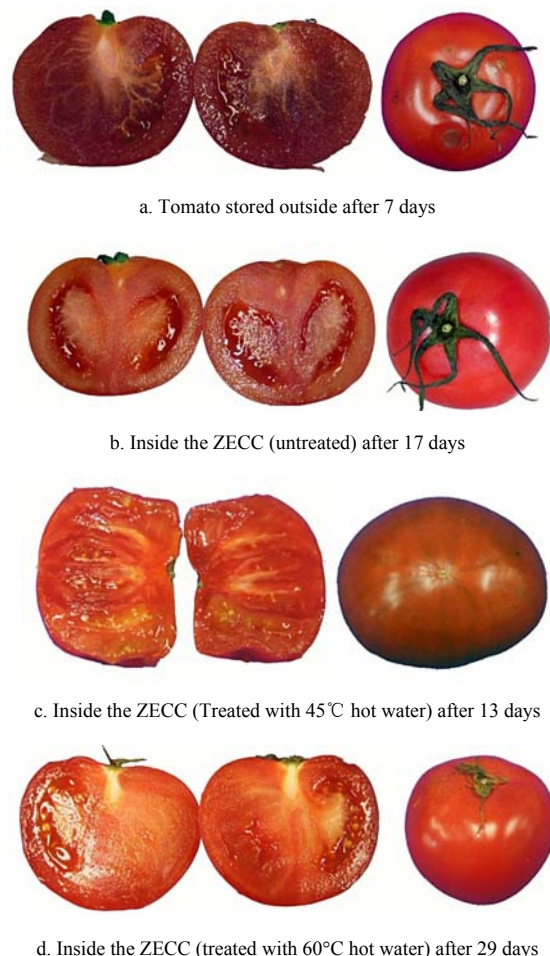 a. Tomato stored outside after 7 days
b. Inside the ZECC (untreated) after 17 days
c. Inside the ZECC (Treated with 45℃ hot water) after 13 days
d. Inside the ZECC (treated with 60°C hot water) after 29 days